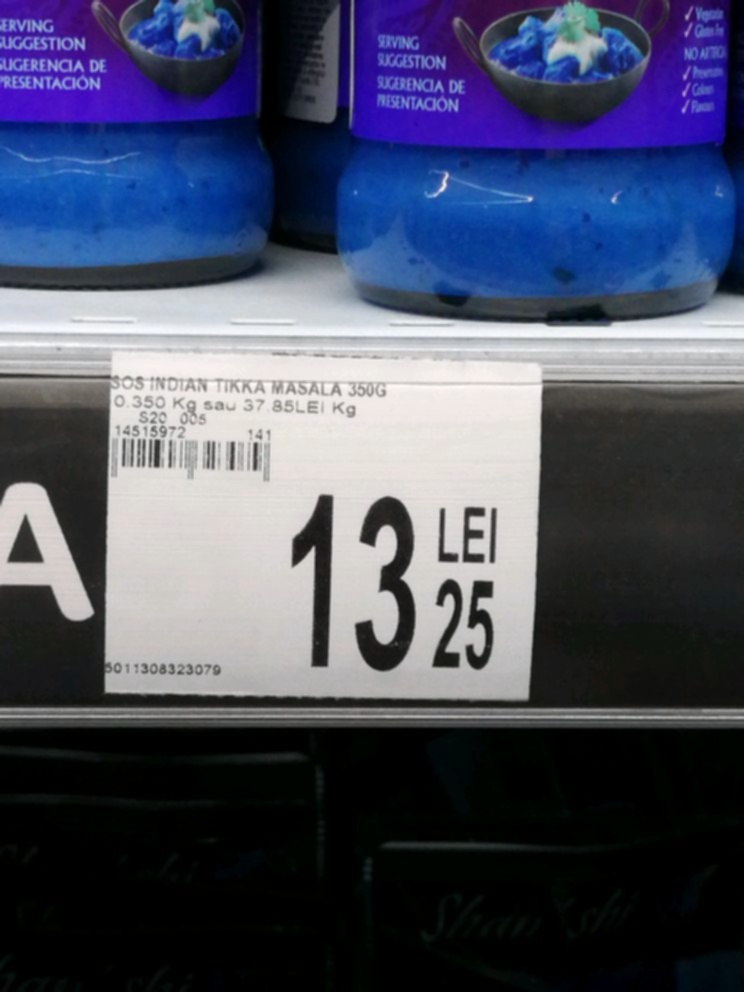 SERVING
SUGGESTION
SUGERENCIA DE
PRESENTACIÓN
SERVING
SUGGESTION
SUGERENCIA DE
PRESENTACIÓN
✓ Vegetarian
✓ Gluten Free
NO ARTIFICIAL
✓ Preservatives
✓ Colours
✓ Flavours
SOS INDIAN TIKKA MASALA 350G
0.350 Kg sau 37.85LEI Kg
S20 005
14515972 141
13 LEI
25
5011308323079
A
Shan'shi